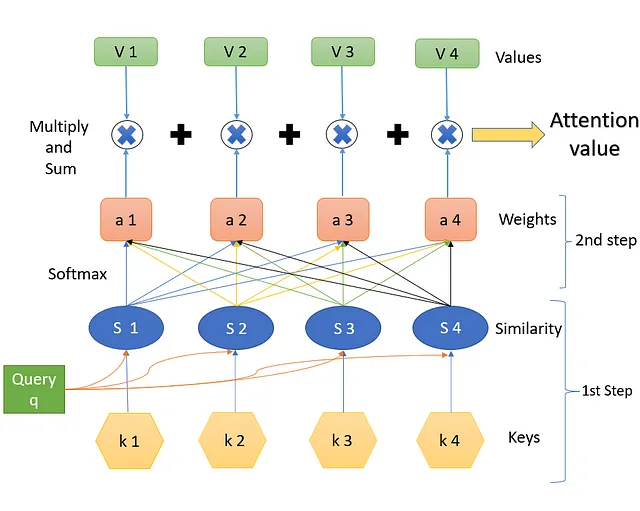 V 1
V 2
V 3
V 4
Values
Multiply
and
Sum
Attention
value
a 1
a 2
a 3
a 4
Weights
2nd step
Softmax
S 1
S 2
S 3
S 4
Similarity
Query
q
1st Step
k 1
k 2
k 3
k 4
Keys